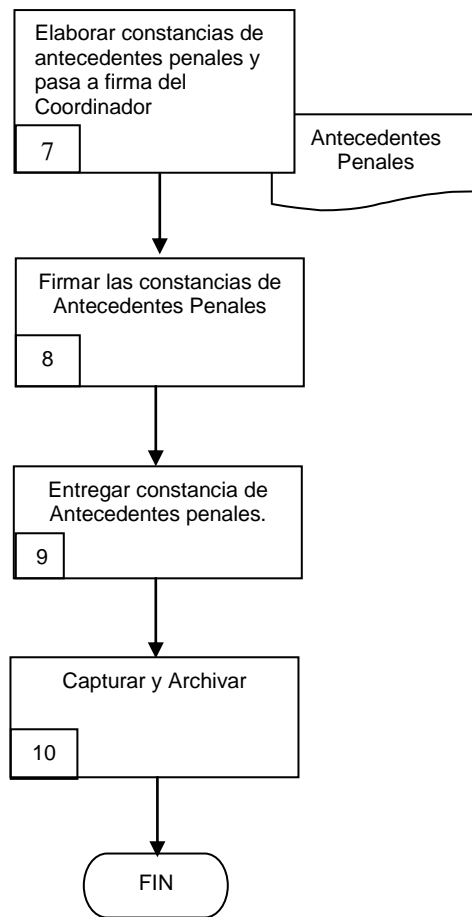 Elaborar constancias de
antecedentes penales y
pasa a firma del
Coordinador
7
Antecedentes
Penales
Firmar las constancias de
Antecedentes Penales
8
Entregar constancia de
Antecedentes penales.
9
Capturar y Archivar
10
FIN